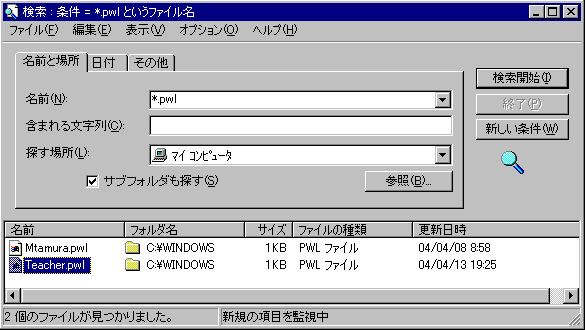 検索 : 条件 = *.pwl というファイル名
ファイル(F) 編集(E) 表示(V) オプション(O) ヘルプ(H)
名前と場所 日付 その他
検索開始(I)
名前(N): *.pwl
終了(P)
含まれる文字列(C):
新しい条件(W)
探す場所(L): マイ コンピュータ
サブフォルダも探す(S) 参照(B)...
名前 フォルダ名 サイズ ファイルの種類 更新日時
Mtamura.pwl C:¥WINDOWS 1KB PWL ファイル 04/04/08 8:58
Teacher.pwl C:¥WINDOWS 1KB PWL ファイル 04/04/13 19:25
2 個のファイルが見つかりました。 新規の項目を監視中